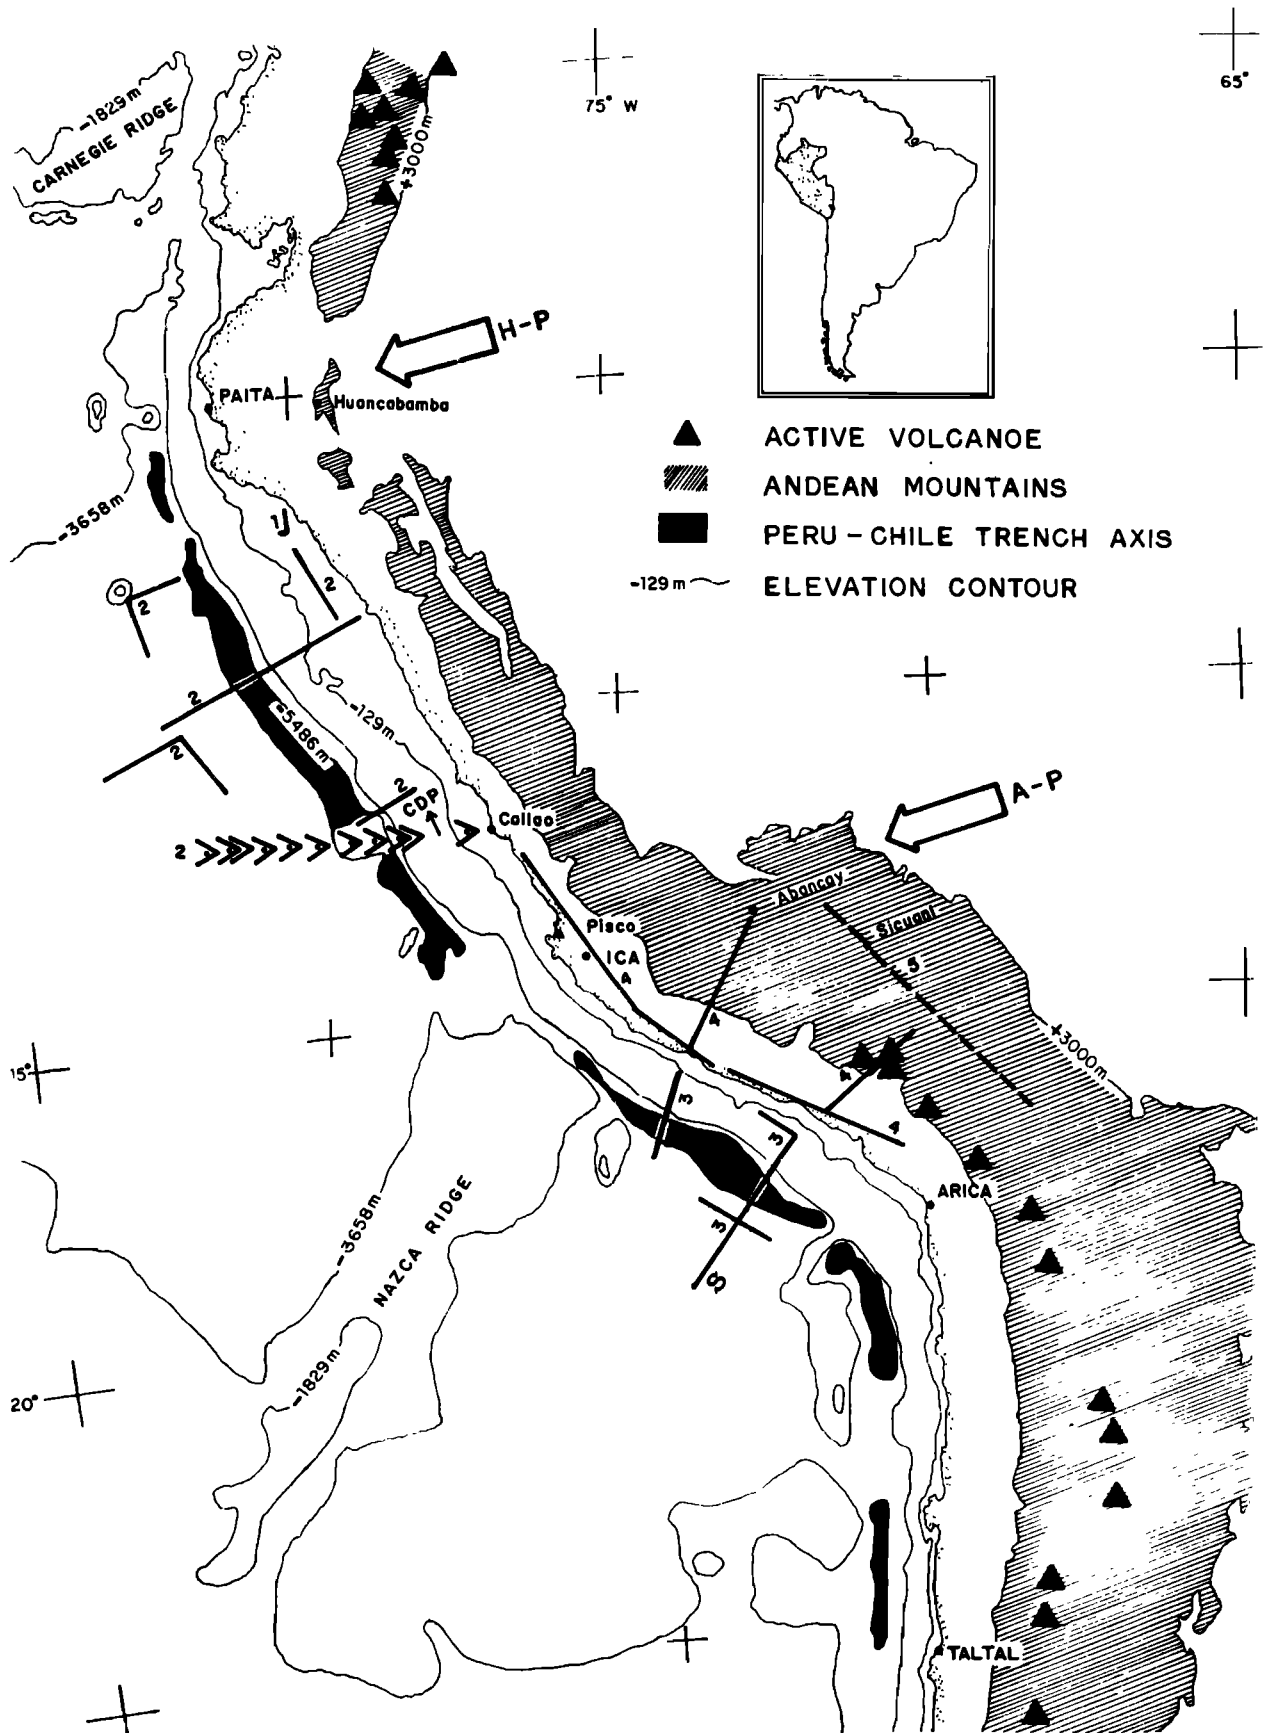 -1829m
CARNEGIE RIDGE
+3000m
75° W
65°
H-P
PAITA
Huancabamba
ACTIVE VOLCANOE
ANDEAN MOUNTAINS
PERU-CHILE TRENCH AXIS
-129m ELEVATION CONTOUR
-3658m
1
2
2
2
2
-5486m
-129m
2
CDP
Callao
2
A-P
Abancay
Sicuani
Pisco
ICA
4
5
4
4
4
+3000m
15°
3
3
3
S
ARICA
-3658m
NAZCA RIDGE
-1829m
20°
TALTAL